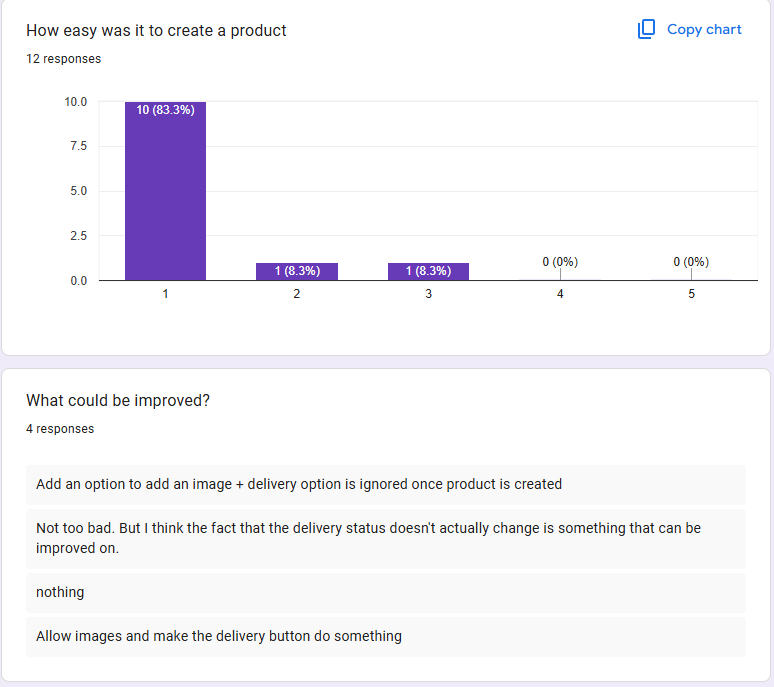 How easy was it to create a product
Copy chart
12 responses
10.0
7.5
5.0
2.5
0.0
10 (83.3%)
1 (8.3%)
1 (8.3%)
0 (0%)
0 (0%)
1
2
3
4
5
What could be improved?
4 responses
Add an option to add an image + delivery option is ignored once product is created
Not too bad. But I think the fact that the delivery status doesn't actually change is something that can be
improved on.
nothing
Allow images and make the delivery button do something